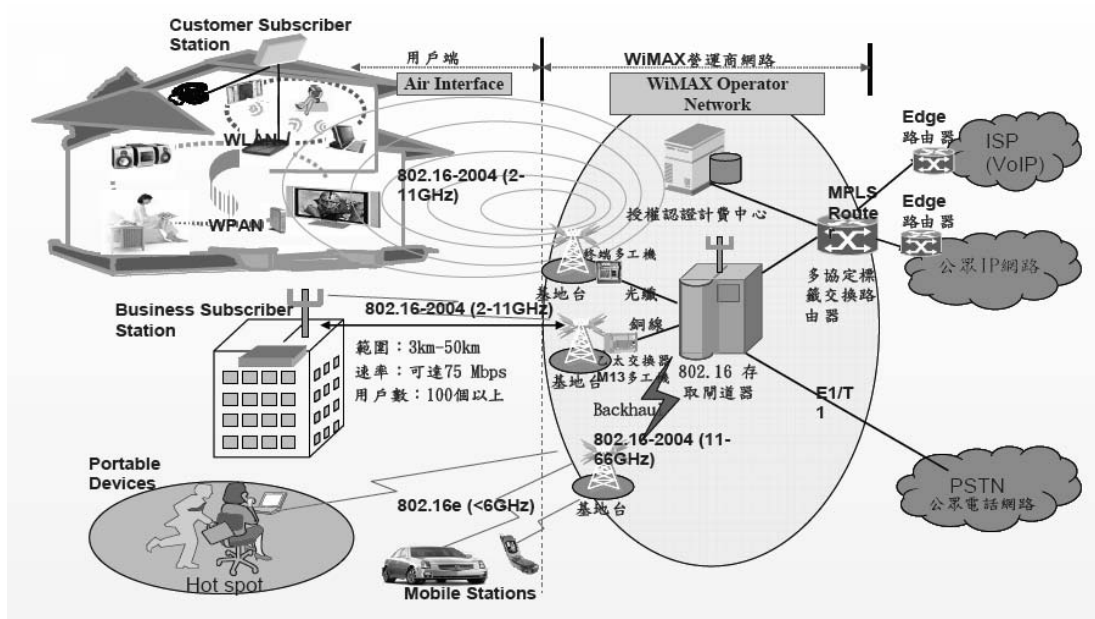 Customer Subscriber
Station
用戶端
Air Interface
WiMAX營運商網路
WiMAX Operator
Network
WLAN
WPAN
802.16-2004 (2-
11GHz)
授權認證計費中心
Edge
路由器
ISP
(VoIP)
MPLS
Route
r
Edge
路由器
公眾IP網路
多協定標
籤交換路
由器
終端多工機
基地台
光纖
Business Subscriber
Station
802.16-2004 (2-11GHz)
範圍：3km-50km
速率：可達75 Mbps
用戶數：100個以上
銅線
乙太交換器
M13多工機
基地台
802.16 存
取閘道器
Backhaul
E1/T
1
802.16-2004 (11-
66GHz)
基地台
PSTN
公眾電話網路
Portable
Devices
802.16e (<6GHz)
Hot spot
Mobile Stations